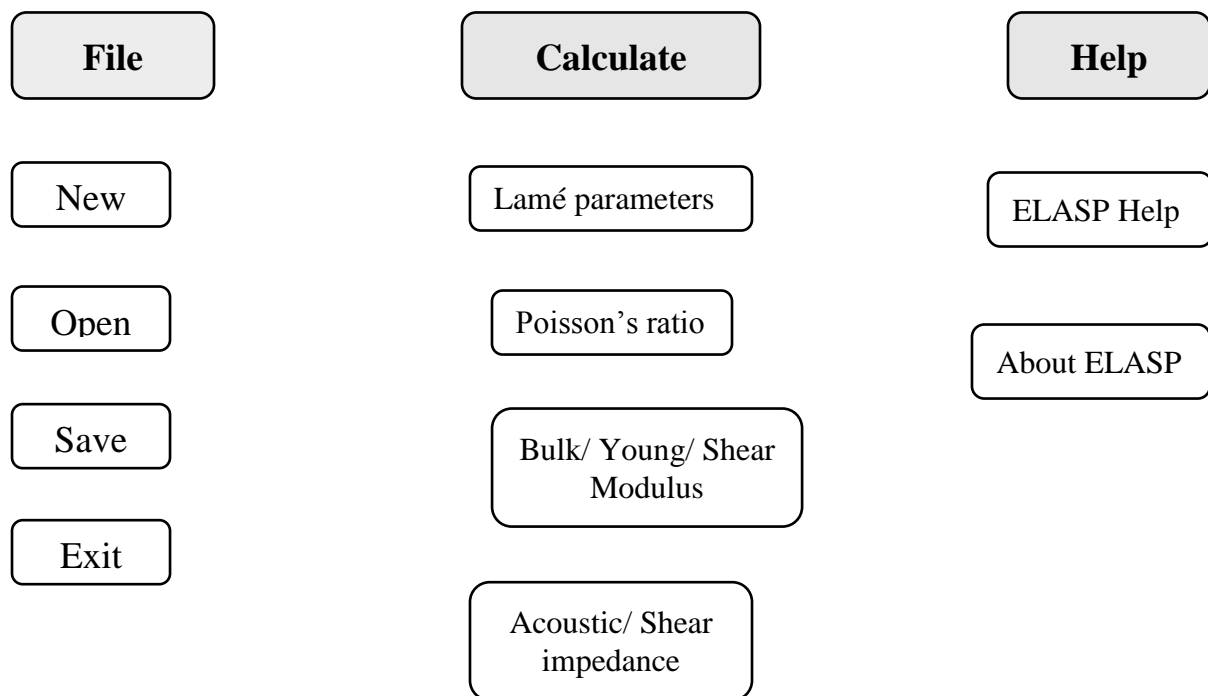 File
Calculate
Help
New
Lamé parameters
ELASP Help
Open
Poisson’s ratio
About ELASP
Save
Bulk/ Young/ Shear
Modulus
Exit
Acoustic/ Shear
impedance